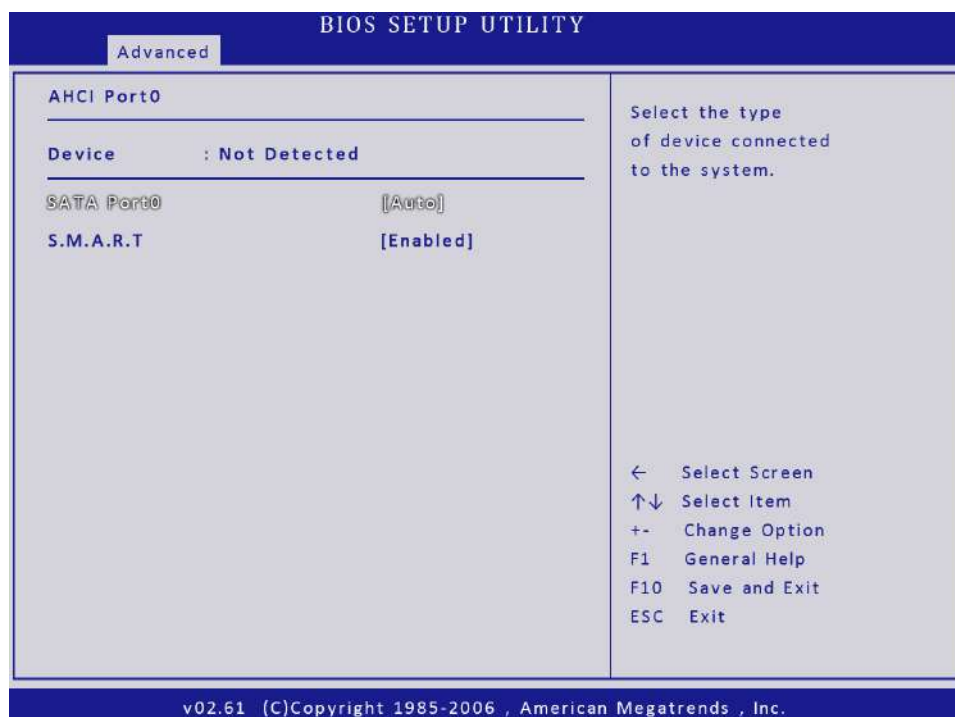 BIOS SETUP UTILITY
Advanced
AHCI Port0
Device : Not Detected
SATA Port0 [Auto]
S.M.A.R.T [Enabled]
Select the type
of device connected
to the system.
← Select Screen
↑↓ Select Item
+- Change Option
F1 General Help
F10 Save and Exit
ESC Exit
v02.61 (C)Copyright 1985-2006 , American Megatrends , Inc.